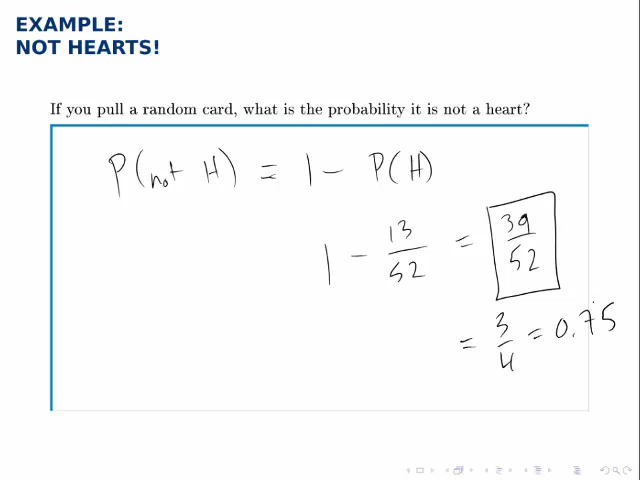 EXAMPLE:
NOT HEARTS!
If you pull a random card, what is the probability it is not a heart?
P(not H) = 1 - P(H)
1 - 13/52 = 39/52
= 3/4 = 0.75